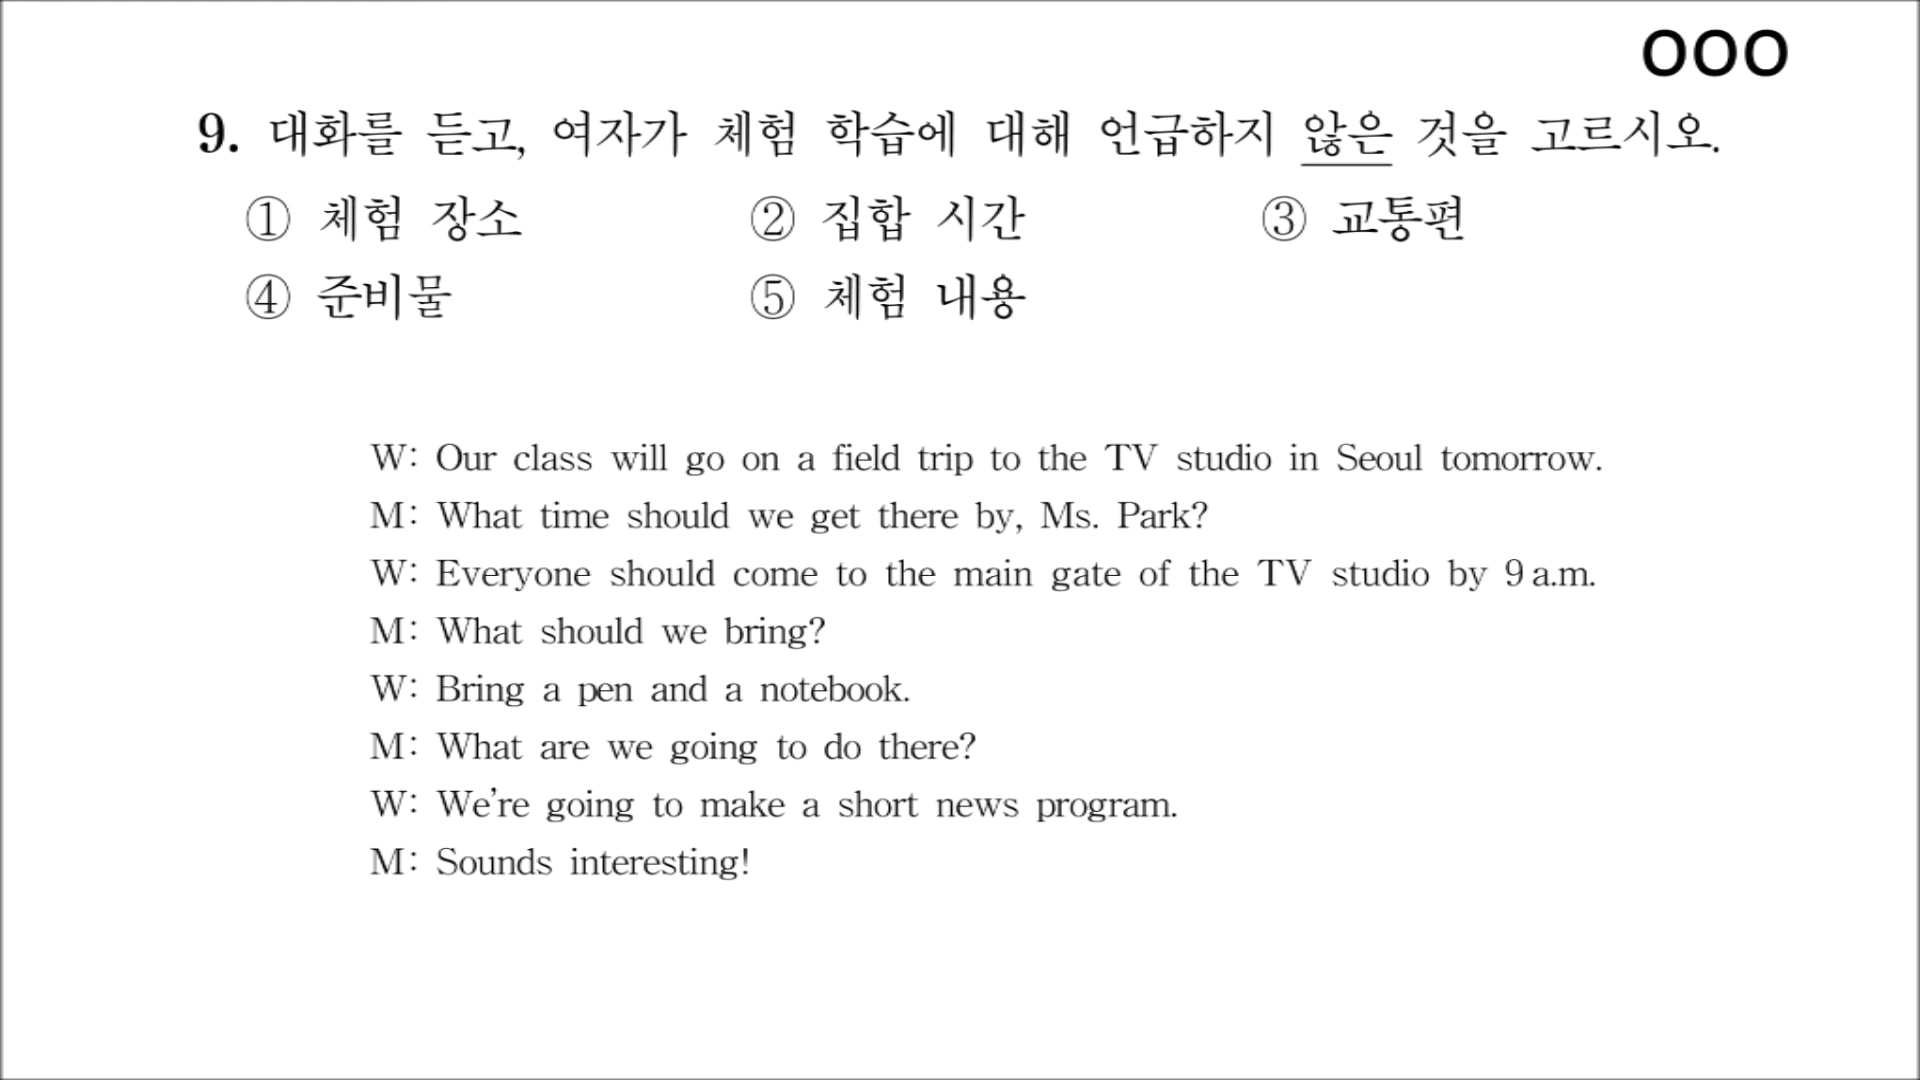 OOO
9. 대화를 듣고, 여자가 체험 학습에 대해 언급하지 않은 것을 고르시오.
① 체험 장소 ② 집합 시간 ③ 교통편
④ 준비물 ⑤ 체험 내용
W: Our class will go on a field trip to the TV studio in Seoul tomorrow.
M: What time should we get there by, Ms. Park?
W: Everyone should come to the main gate of the TV studio by 9 a.m.
M: What should we bring?
W: Bring a pen and a notebook.
M: What are we going to do there?
W: We're going to make a short news program.
M: Sounds interesting!